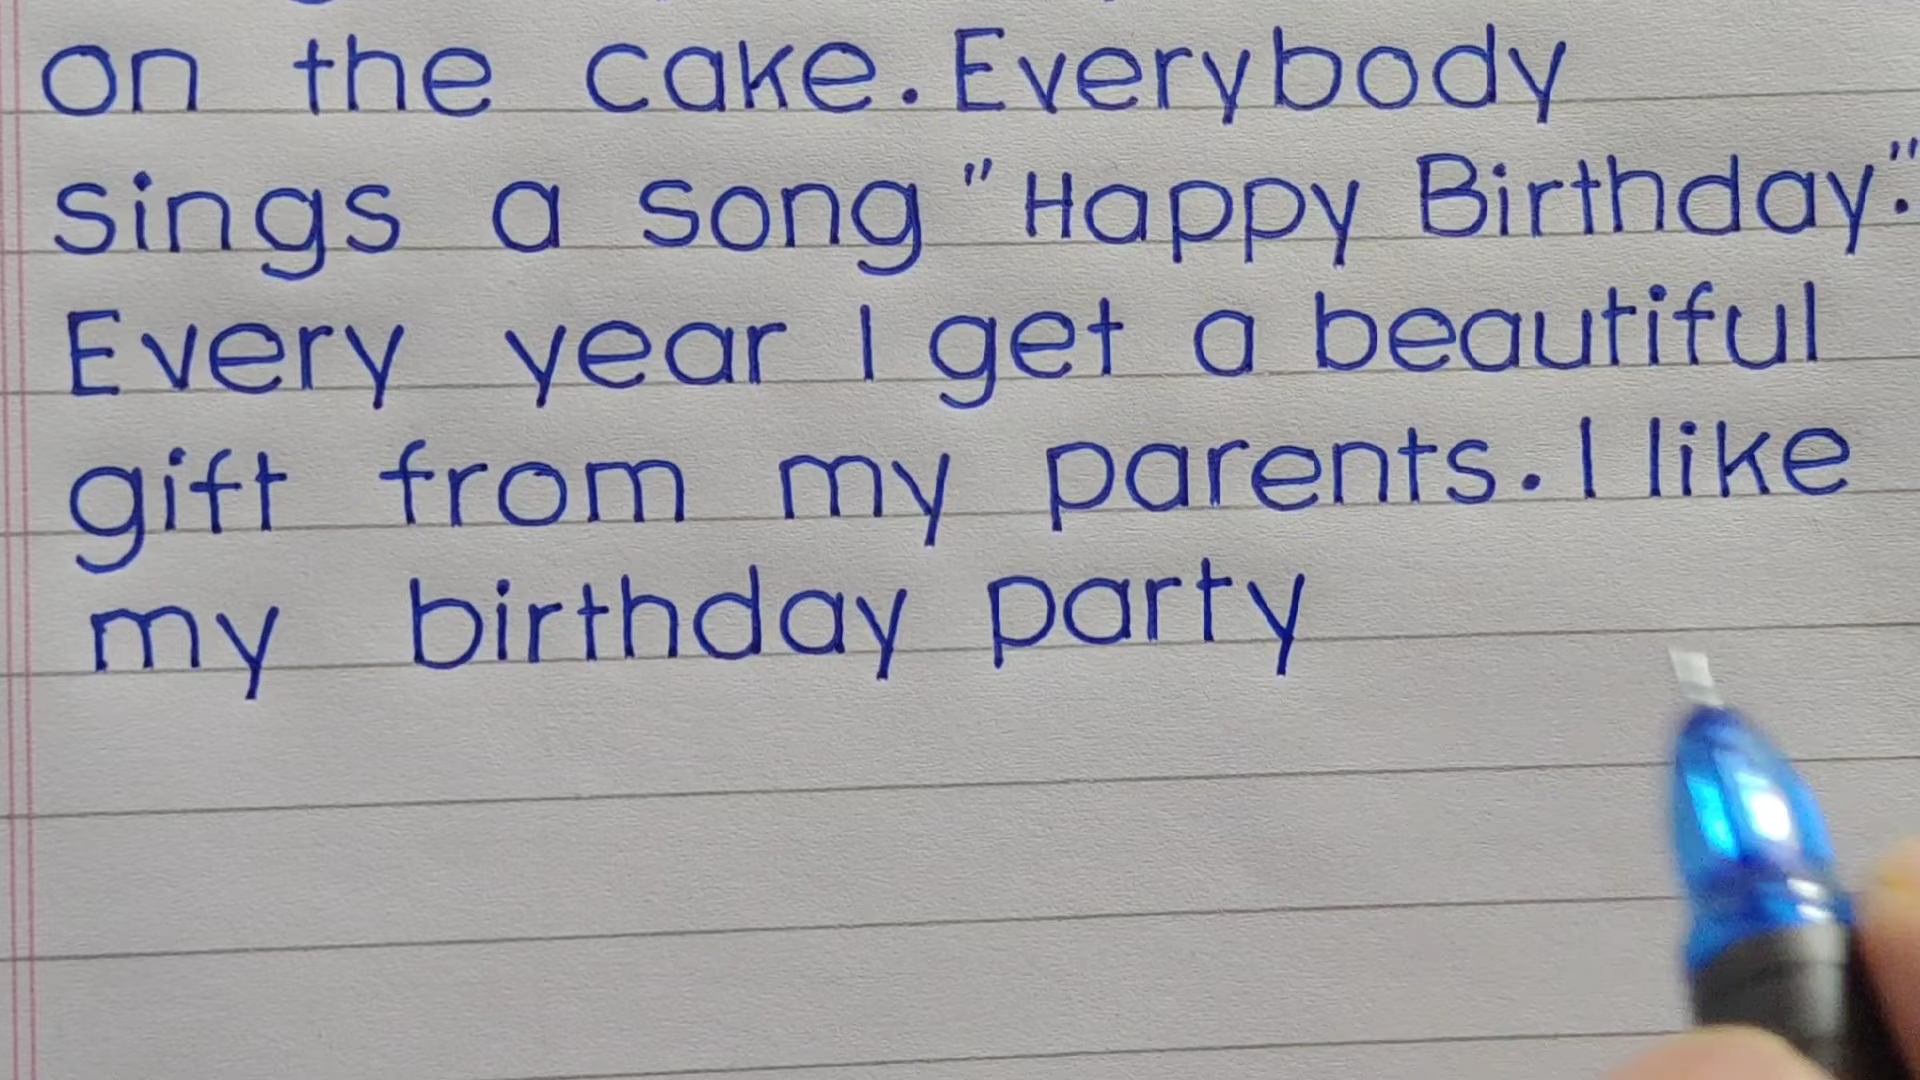 on the cake. Everybody
sings a song "Happy Birthday."
Every year I get a beautiful
gift from my parents. I like
my birthday party